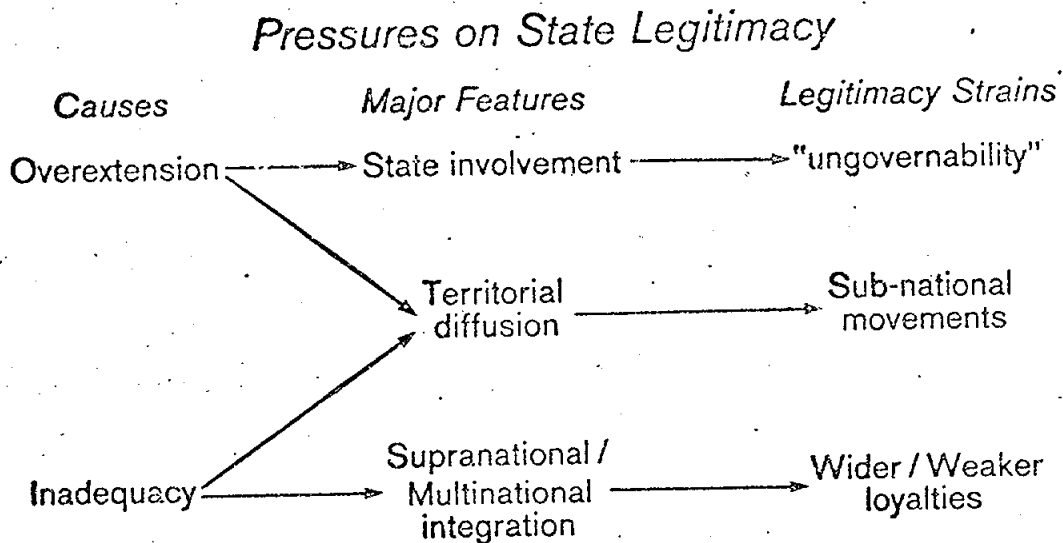 Pressures on State Legitimacy
Causes
Major Features
Legitimacy Strains
Overextension
State involvement
"ungovernability"
Territorial
diffusion
Sub-national
movements
Inadequacy
Supranational /
Multinational
integration
Wider / Weaker
loyalties